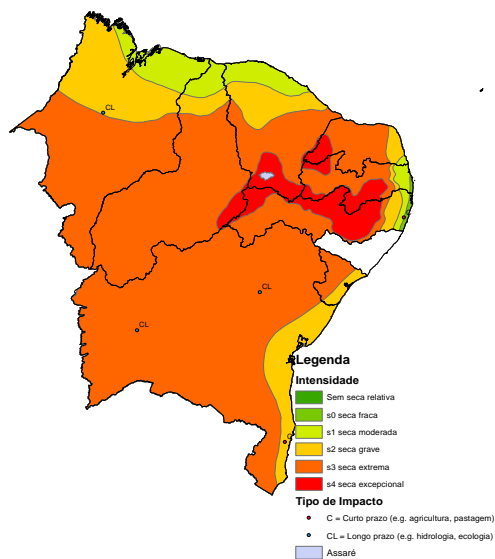 CL
CL
CL
C
Legenda
Intensidade
Sem seca relativa
s0 seca fraca
s1 seca moderada
s2 seca grave
s3 seca extrema
s4 seca excepcional
Tipo de Impacto
C = Curto prazo (e.g. agricultura, pastagem)
CL = Longo prazo (e.g. hidrologia, ecologia)
Assaré